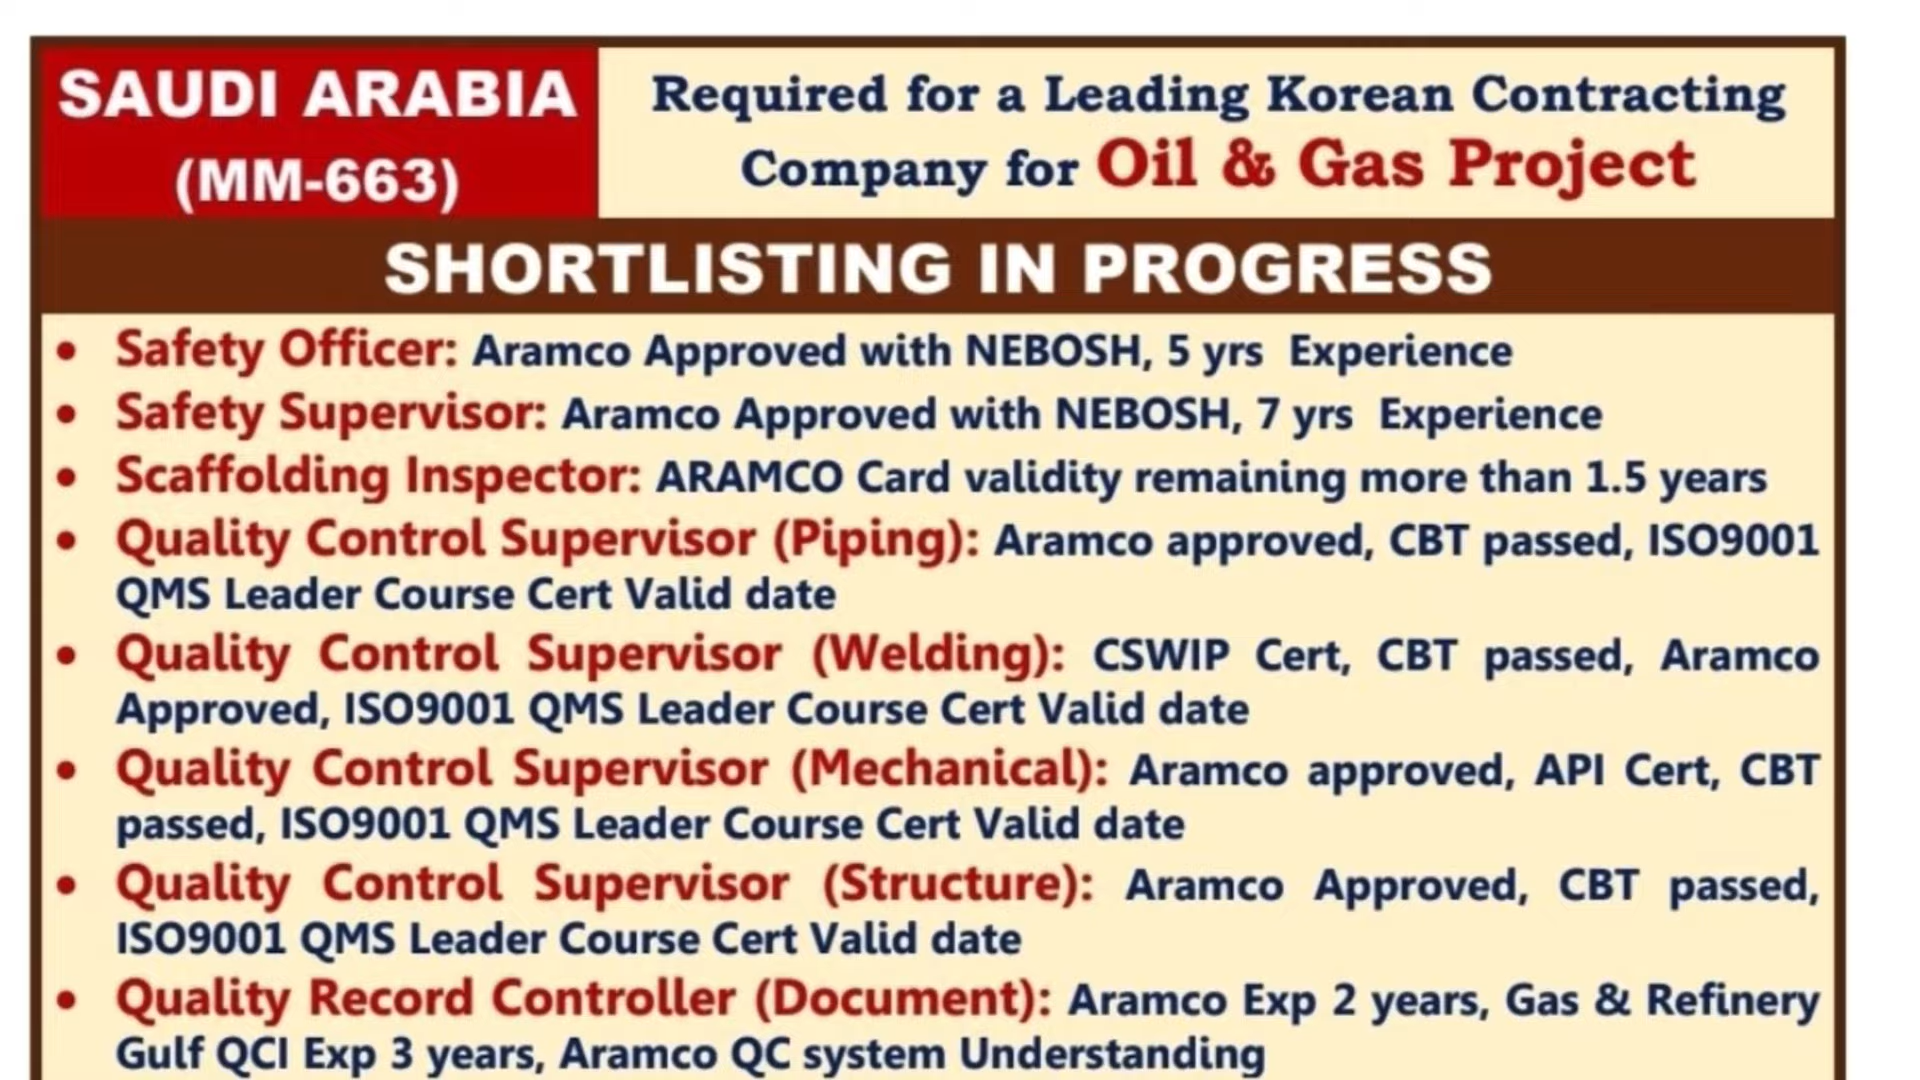 SAUDI ARABIA
(MM-663)
Required for a Leading Korean Contracting
Company for Oil & Gas Project
SHORTLISTING IN PROGRESS
• Safety Officer: Aramco Approved with NEBOSH, 5 yrs Experience
• Safety Supervisor: Aramco Approved with NEBOSH, 7 yrs Experience
• Scaffolding Inspector: ARAMCO Card validity remaining more than 1.5 years
• Quality Control Supervisor (Piping): Aramco approved, CBT passed, ISO9001
QMS Leader Course Cert Valid date
• Quality Control Supervisor (Welding): CSWIP Cert, CBT passed, Aramco
Approved, ISO9001 QMS Leader Course Cert Valid date
• Quality Control Supervisor (Mechanical): Aramco approved, API Cert, CBT
passed, ISO9001 QMS Leader Course Cert Valid date
• Quality Control Supervisor (Structure): Aramco Approved, CBT passed,
ISO9001 QMS Leader Course Cert Valid date
• Quality Record Controller (Document): Aramco Exp 2 years, Gas & Refinery
Gulf QCI Exp 3 years, Aramco QC system Understanding